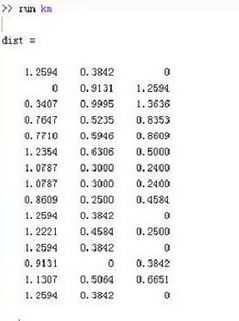 >> run km
dist =
1.2594 0.3842 0
0 0.9131 1.2594
0.3407 0.9995 1.3636
0.7647 0.5235 0.8353
0.7710 0.5946 0.8609
1.2354 0.6306 0.5000
1.0787 0.3000 0.2400
1.0787 0.3000 0.2400
0.8609 0.2500 0.4584
1.2594 0.3842 0
1.2221 0.4584 0.2500
1.2594 0.3842 0
0.9131 0 0.3842
1.1307 0.5064 0.6651
1.2594 0.3842 0